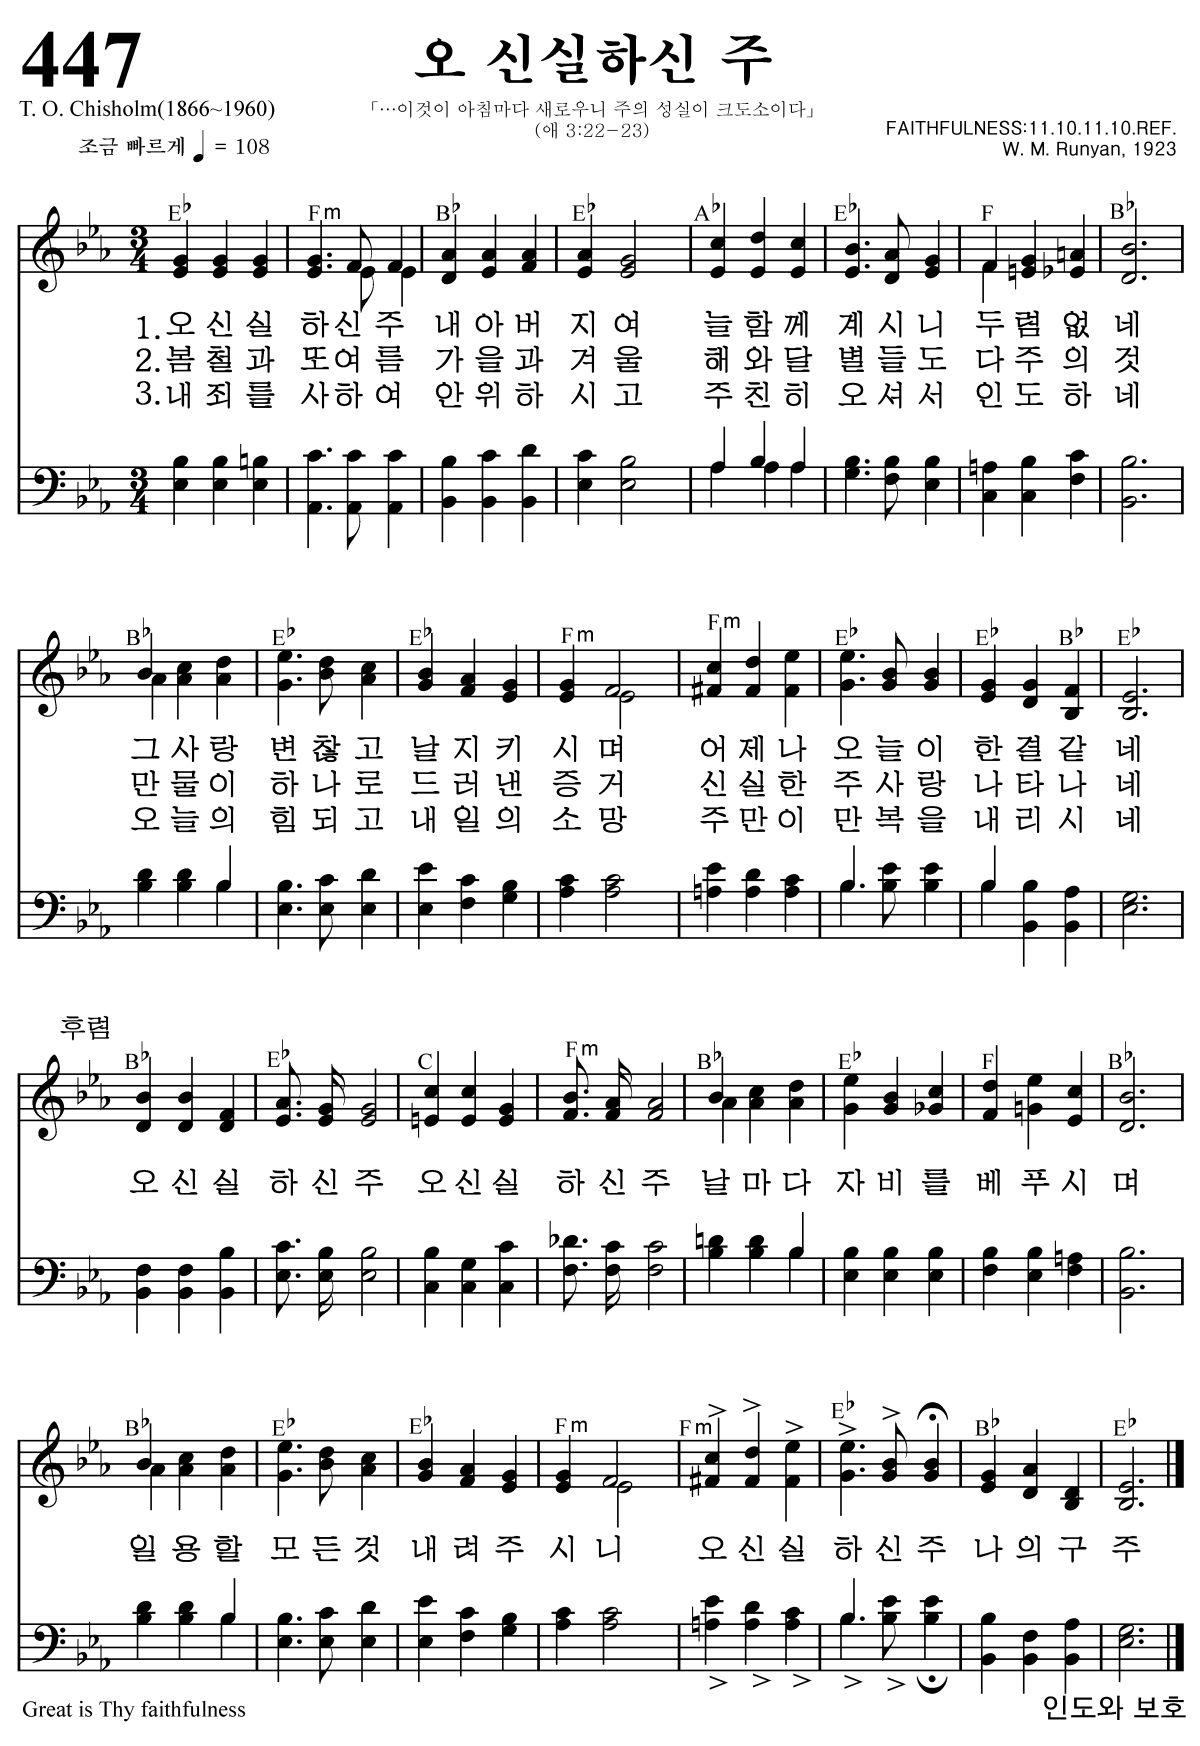 447
오 신실하신 주
T. O. Chisholm(1866~1960)
「…이것이 아침마다 새로우니 주의 성실이 크도소이다」
(애 3:22-23)
FAITHFULNESS:11.10.11.10.REF.
조금 빠르게 ♩ = 108
W. M. Runyan, 1923
E♭ Fm B♭ E♭ A♭ E♭ F B♭
1. 오 신 실 하 신 주 내 아 버 지 여 늘 함 께 계 시 니 두 렴 없 네
2. 봄 철 과 또 여 름 가 을 과 겨 울 해 와 달 별 들 도 다 주 의 것
3. 내 죄 를 사 하 여 안 위 하 시 고 주 친 히 오 셔 서 인 도 하 네
B♭ E♭ E♭ Fm Fm E♭ E♭ B♭ E♭
그 사 랑 변 찮 고 날 지 키 시 며 어 제 나 오 늘 이 한 결 같 네
만 물 이 하 나 로 드 러 낸 증 거 신 실 한 주 사 랑 나 타 나 네
오 늘 의 힘 되 고 내 일 의 소 망 주 만 이 만 복 을 내 리 시 네
후렴
B♭ E♭ C Fm B♭ E♭ F B♭
오 신 실 하 신 주 오 신 실 하 신 주 날 마 다 자 비 를 베 푸 시 며
B♭ E♭ E♭ Fm Fm E♭ B♭ E♭
일 용 할 모 든 것 내 려 주 시 니 오 신 실 하 신 주 나 의 구 주
Great is Thy faithfulness
인도와 보호